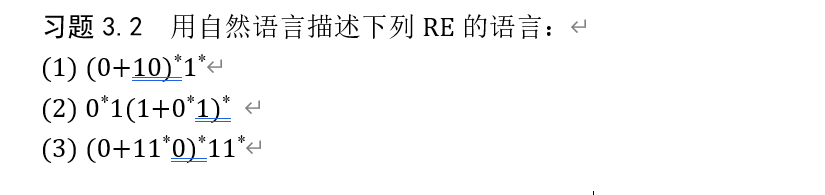 习题 3.2 用自然语言描述下列 RE 的语言：
(1) (0+10)*1*
(2) 0*1(1+0*1)*
(3) (0+11*0)*11*